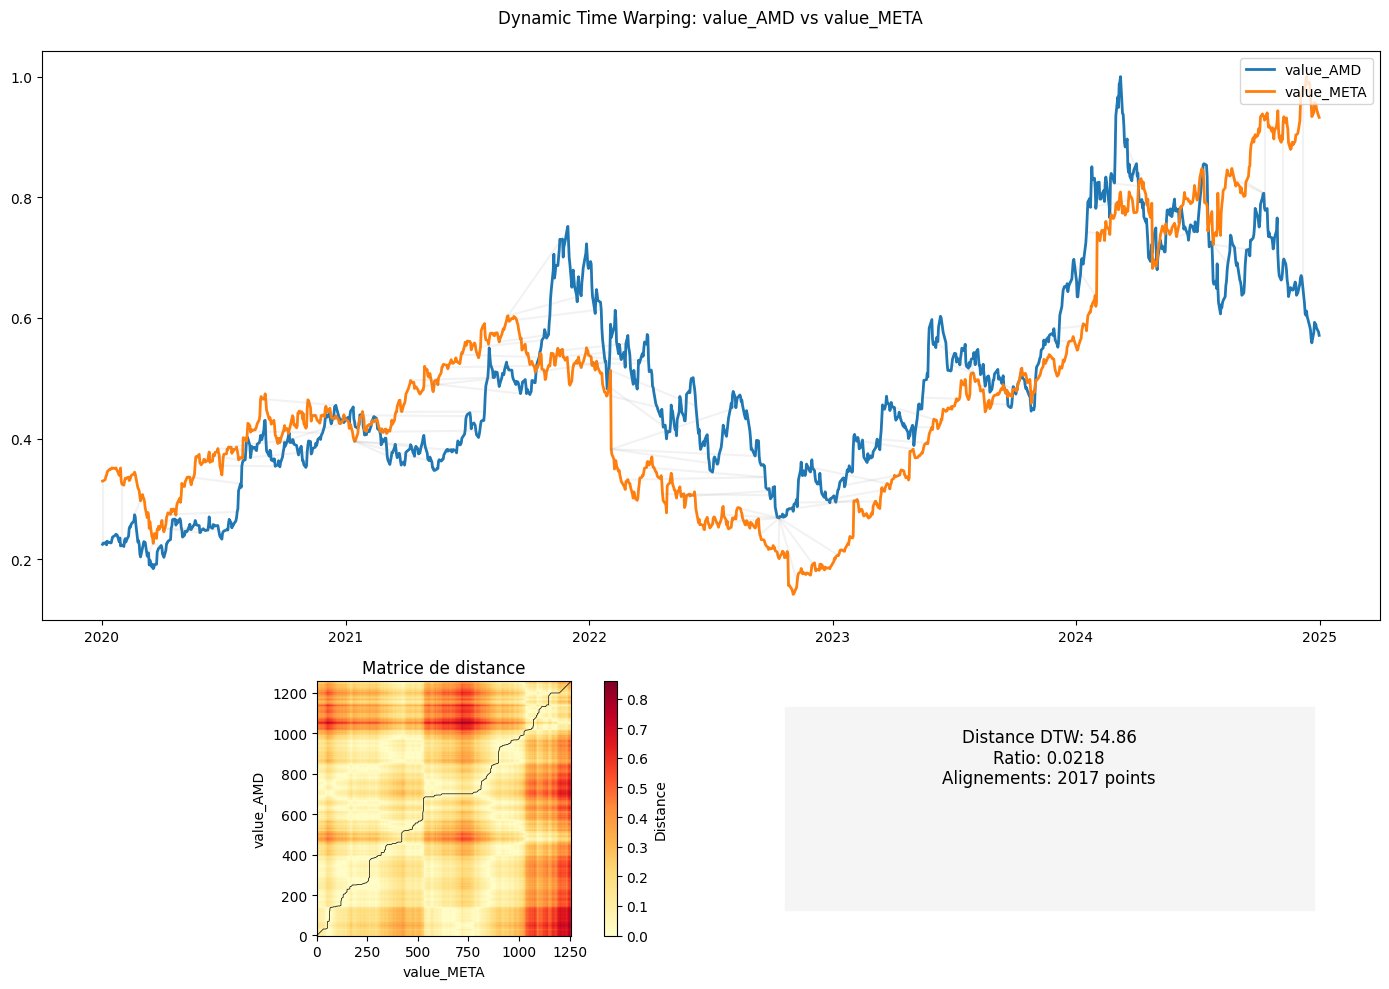 Dynamic Time Warping: value_AMD vs value_META
value_AMD
value_META
1.0
0.8
0.6
0.4
0.2
2020 2021 2022 2023 2024 2025
Matrice de distance
value_AMD
1200
1000
800
600
400
200
0
0 250 500 750 1000 1250
value_META
0.8
0.7
0.6
0.5
0.4
0.3
0.2
0.1
0.0
Distance
Distance DTW: 54.86
Ratio: 0.0218
Alignements: 2017 points